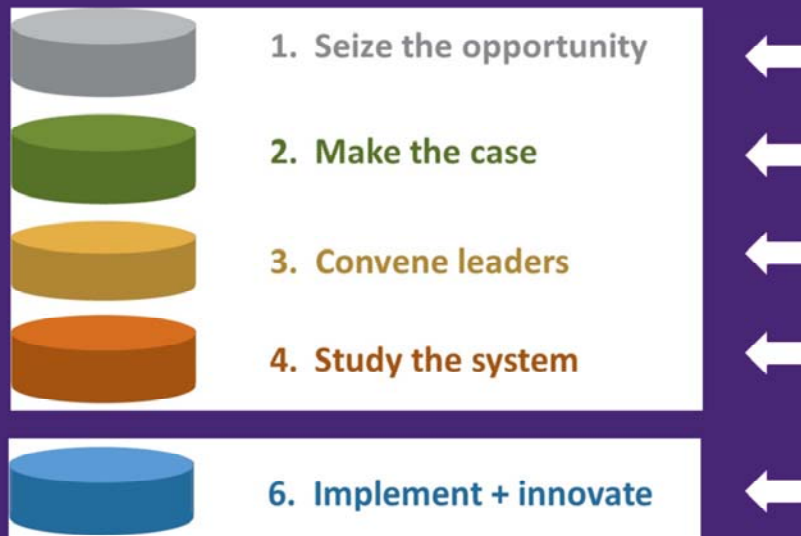 1. Seize the opportunity
2. Make the case
3. Convene leaders
4. Study the system
6. Implement + innovate